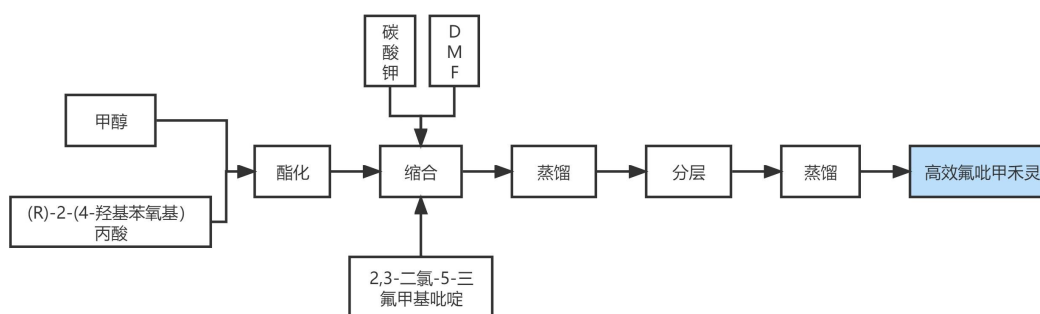 碳
酸
钾
D
M
F
甲醇
酯化
缩合
蒸馏
分层
蒸馏
高效氟吡甲禾灵
(R)-2-(4-羟基苯氧基)
丙酸
2,3-二氯-5-三
氟甲基吡啶